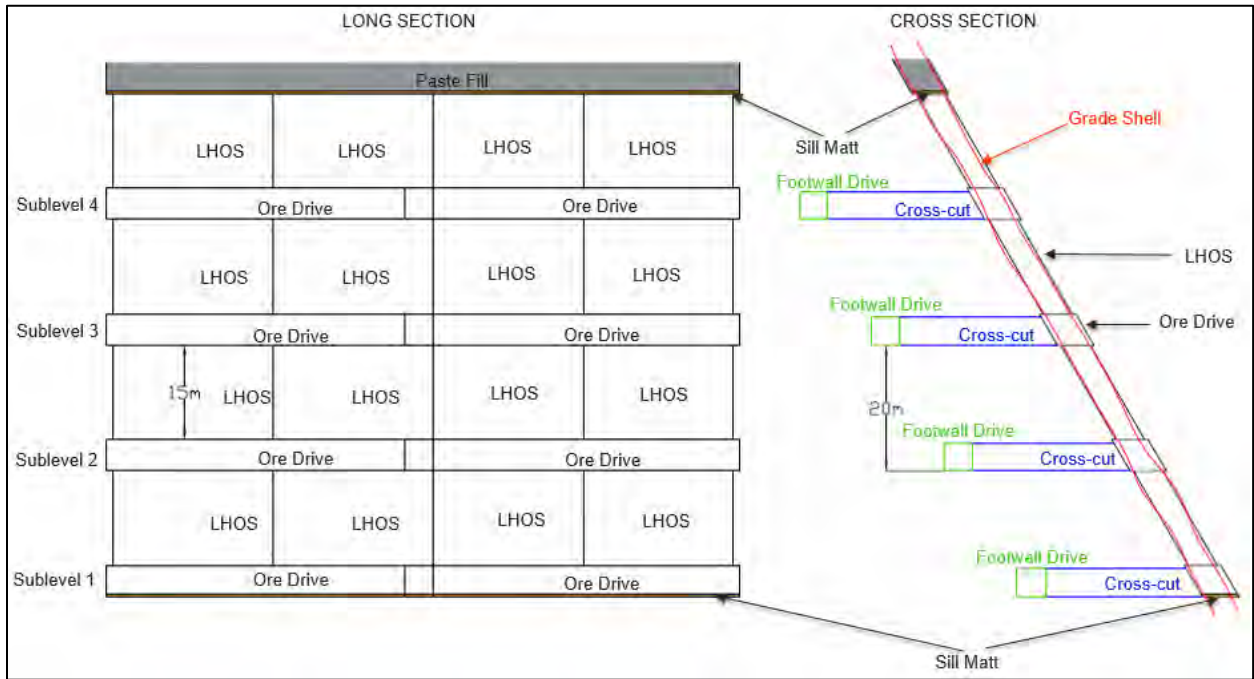 LONG SECTION
CROSS SECTION
Paste Fill
LHOS
LHOS
LHOS
LHOS
Sill Matt
Grade Shell
Sublevel 4
Ore Drive
Ore Drive
Footwall Drive
Cross-cut
LHOS
LHOS
LHOS
LHOS
LHOS
Sublevel 3
Ore Drive
Ore Drive
Footwall Drive
Cross-cut
Ore Drive
15m
LHOS
LHOS
LHOS
LHOS
20m
Sublevel 2
Ore Drive
Ore Drive
Footwall Drive
Cross-cut
LHOS
LHOS
LHOS
LHOS
Sublevel 1
Ore Drive
Ore Drive
Footwall Drive
Cross-cut
Sill Matt